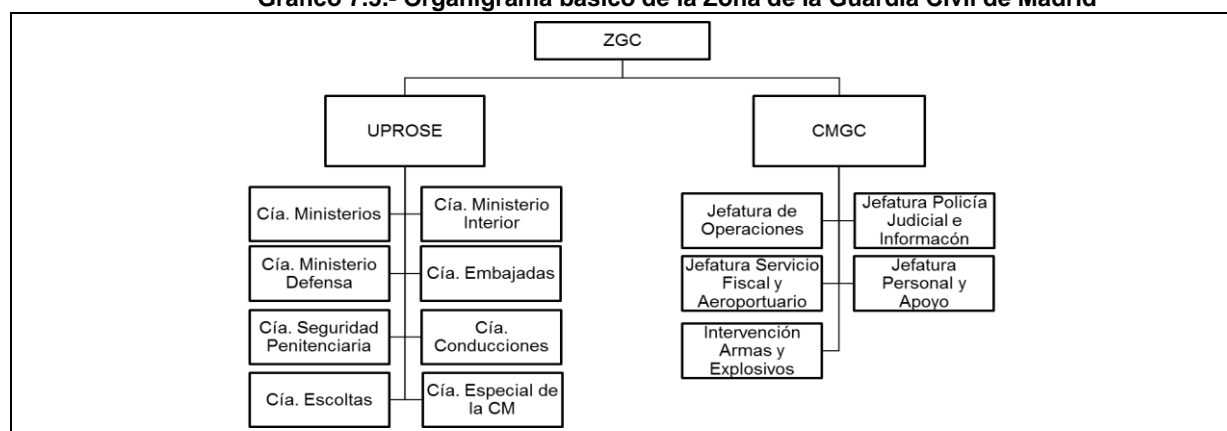 Gráfico 7.5.- Organigrama básico de la Zona de la Guardia Civil de Madrid
ZGC
UPROSE
CMGC
Cía. Ministerios
Cía. Ministerio
Interior
Cía. Ministerio
Defensa
Cía. Embajadas
Cía. Seguridad
Penitenciaria
Cía.
Conducciones
Cía. Escoltas
Cía. Especial de
la CM
Jefatura de
Operaciones
Jefatura Policía
Judicial e
Informacón
Jefatura Servicio
Fiscal y
Aeroportuario
Jefatura
Personal y
Apoyo
Intervención
Armas y
Explosivos